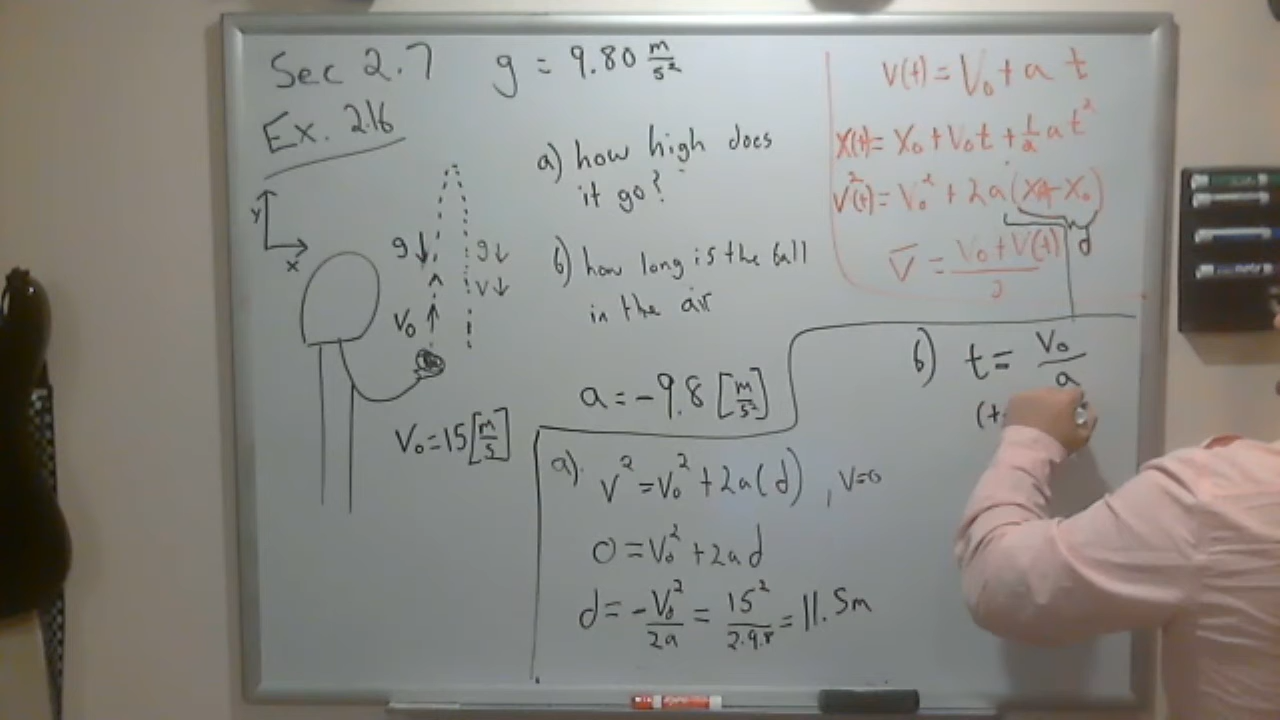 Sec 2.7
g = 9.80 m/s²
Ex. 2.16
a) how high does
it go?
b) how long is the ball
in the air
y
x
g↓
g↓
v↓
V₀ ↑
V₀=15[m/s]
a = -9.8 [m/s²]
V(t) = V₀ + a t
X(t) = X₀ + V₀t + ½at²
V²(t) = V₀² + 2a(X - X₀)
d
V̄ = (V₀ + V(t))/2
a).
V² = V₀² + 2a(d) , V=0
0 = V₀² + 2ad
d = -V₀²/2a = 15²/2·9.8 = 11.5m
b) t = V₀/a
(t